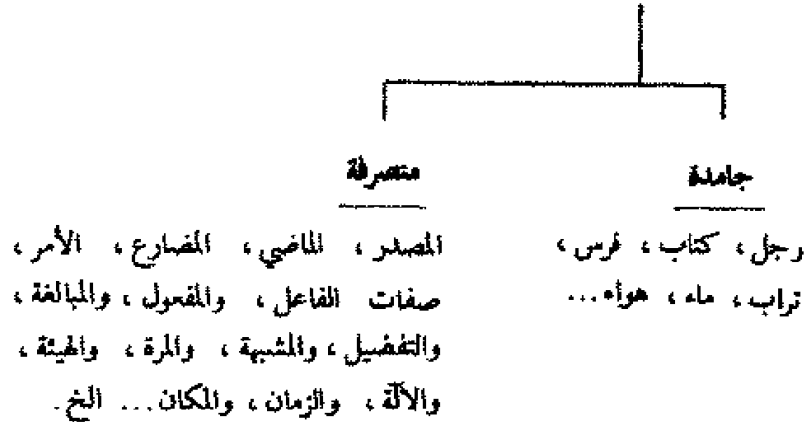 جامدة
رجل، كتاب، فرس،
تراب، ماء، هواء...
متصرفة
المصدر، الماضي، المضارع، الأمر،
صفات الفاعل، والمفعول، والمبالغة،
والتفضيل، والمشبهة، والمرة، والهيئة،
والآلة، والزمان، والمكان... الخ.